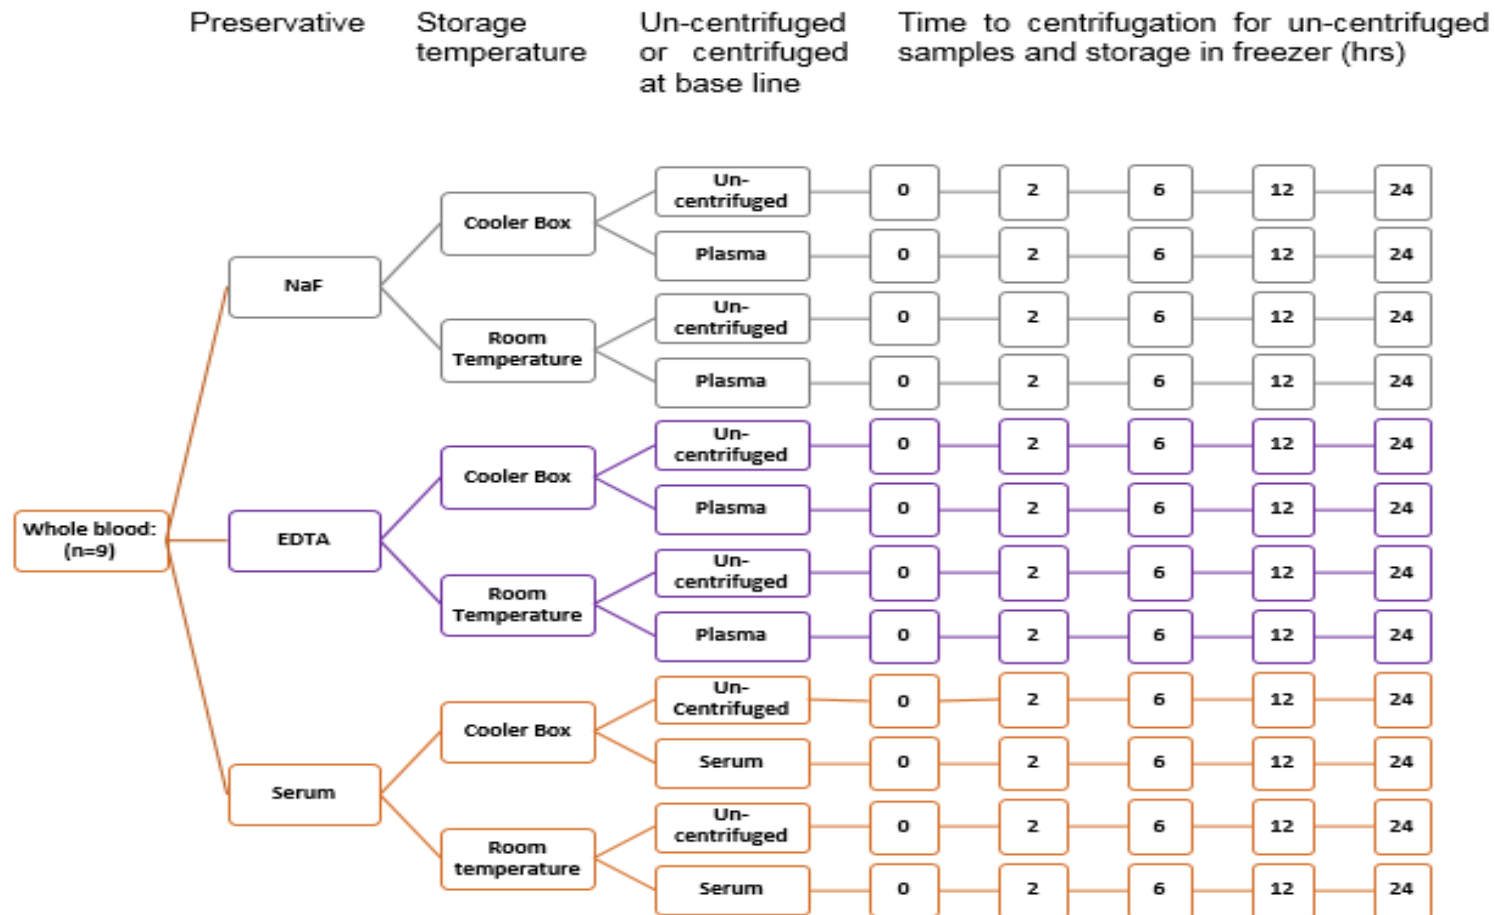 Preservative
Storage
temperature
Un-centrifuged
or centrifuged
at base line
Time to centrifugation for un-centrifuged
samples and storage in freezer (hrs)
Whole blood:
(n=9)
NaF
Cooler Box
Un-
centrifuged
0 2 6 12 24
Plasma
0 2 6 12 24
Room
Temperature
Un-
centrifuged
0 2 6 12 24
Plasma
0 2 6 12 24
EDTA
Cooler Box
Un-
centrifuged
0 2 6 12 24
Plasma
0 2 6 12 24
Room
Temperature
Un-
centrifuged
0 2 6 12 24
Plasma
0 2 6 12 24
Serum
Cooler Box
Un-
Centrifuged
0 2 6 12 24
Serum
0 2 6 12 24
Room
temperature
Un-
centrifuged
0 2 6 12 24
Serum
0 2 6 12 24